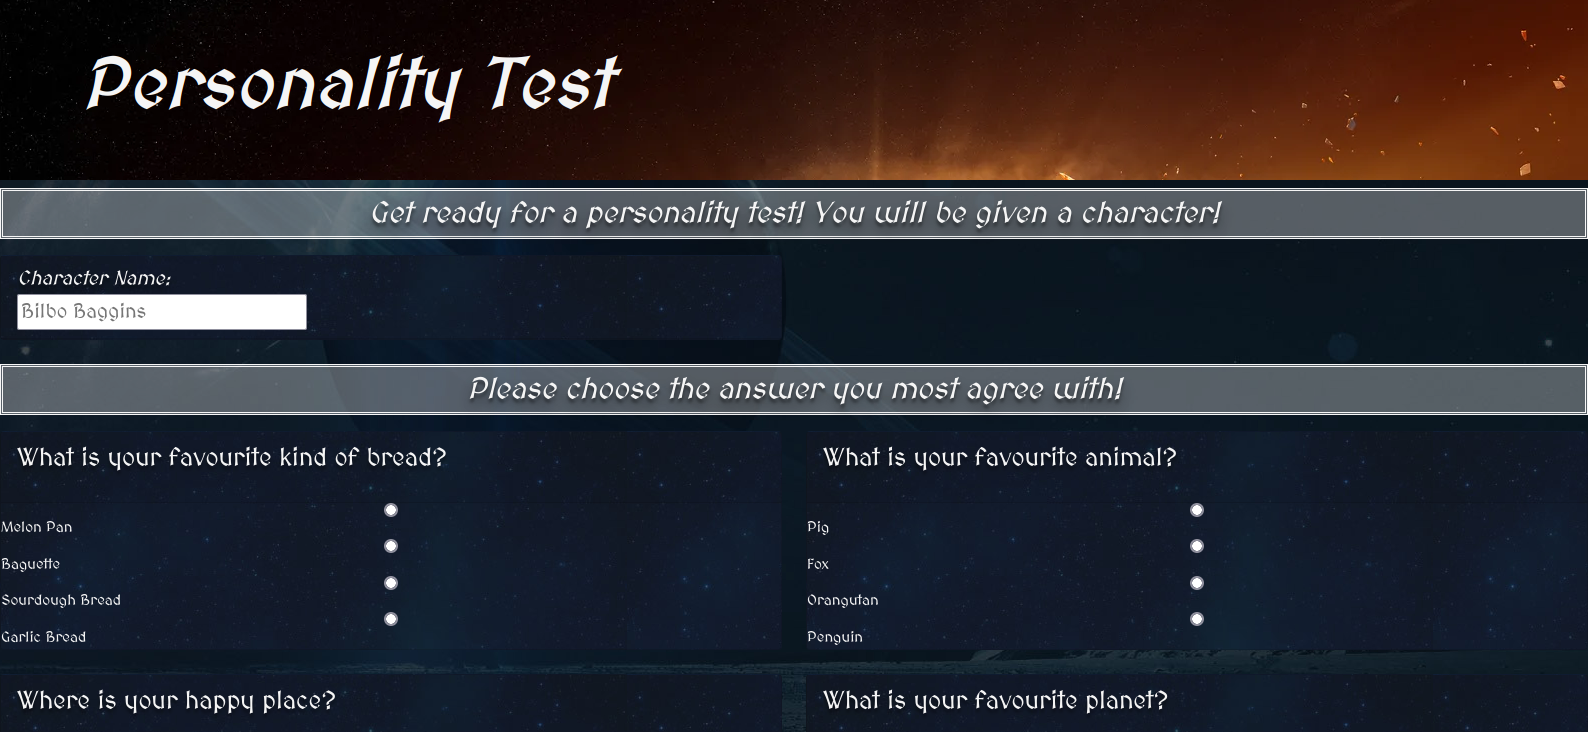 Personality Test
Get ready for a personality test! You will be given a character!
Character Name:
Bilbo Baggins
Please choose the answer you most agree with!
What is your favourite kind of bread?
Melon Pan
Baguette
Sourdough Bread
Garlic Bread
What is your favourite animal?
Pig
Fox
Orangutan
Penguin
Where is your happy place?
What is your favourite planet?